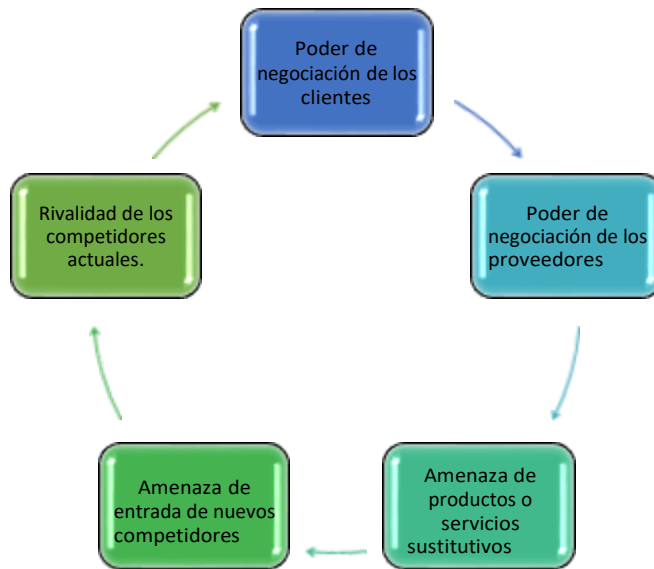 Poder de
negociación de los
clientes
Poder de
negociación de los
proveedores
Amenaza de
productos o
servicios
sustitutivos
Amenaza de
entrada de nuevos
competidores
Rivalidad de los
competidores
actuales.